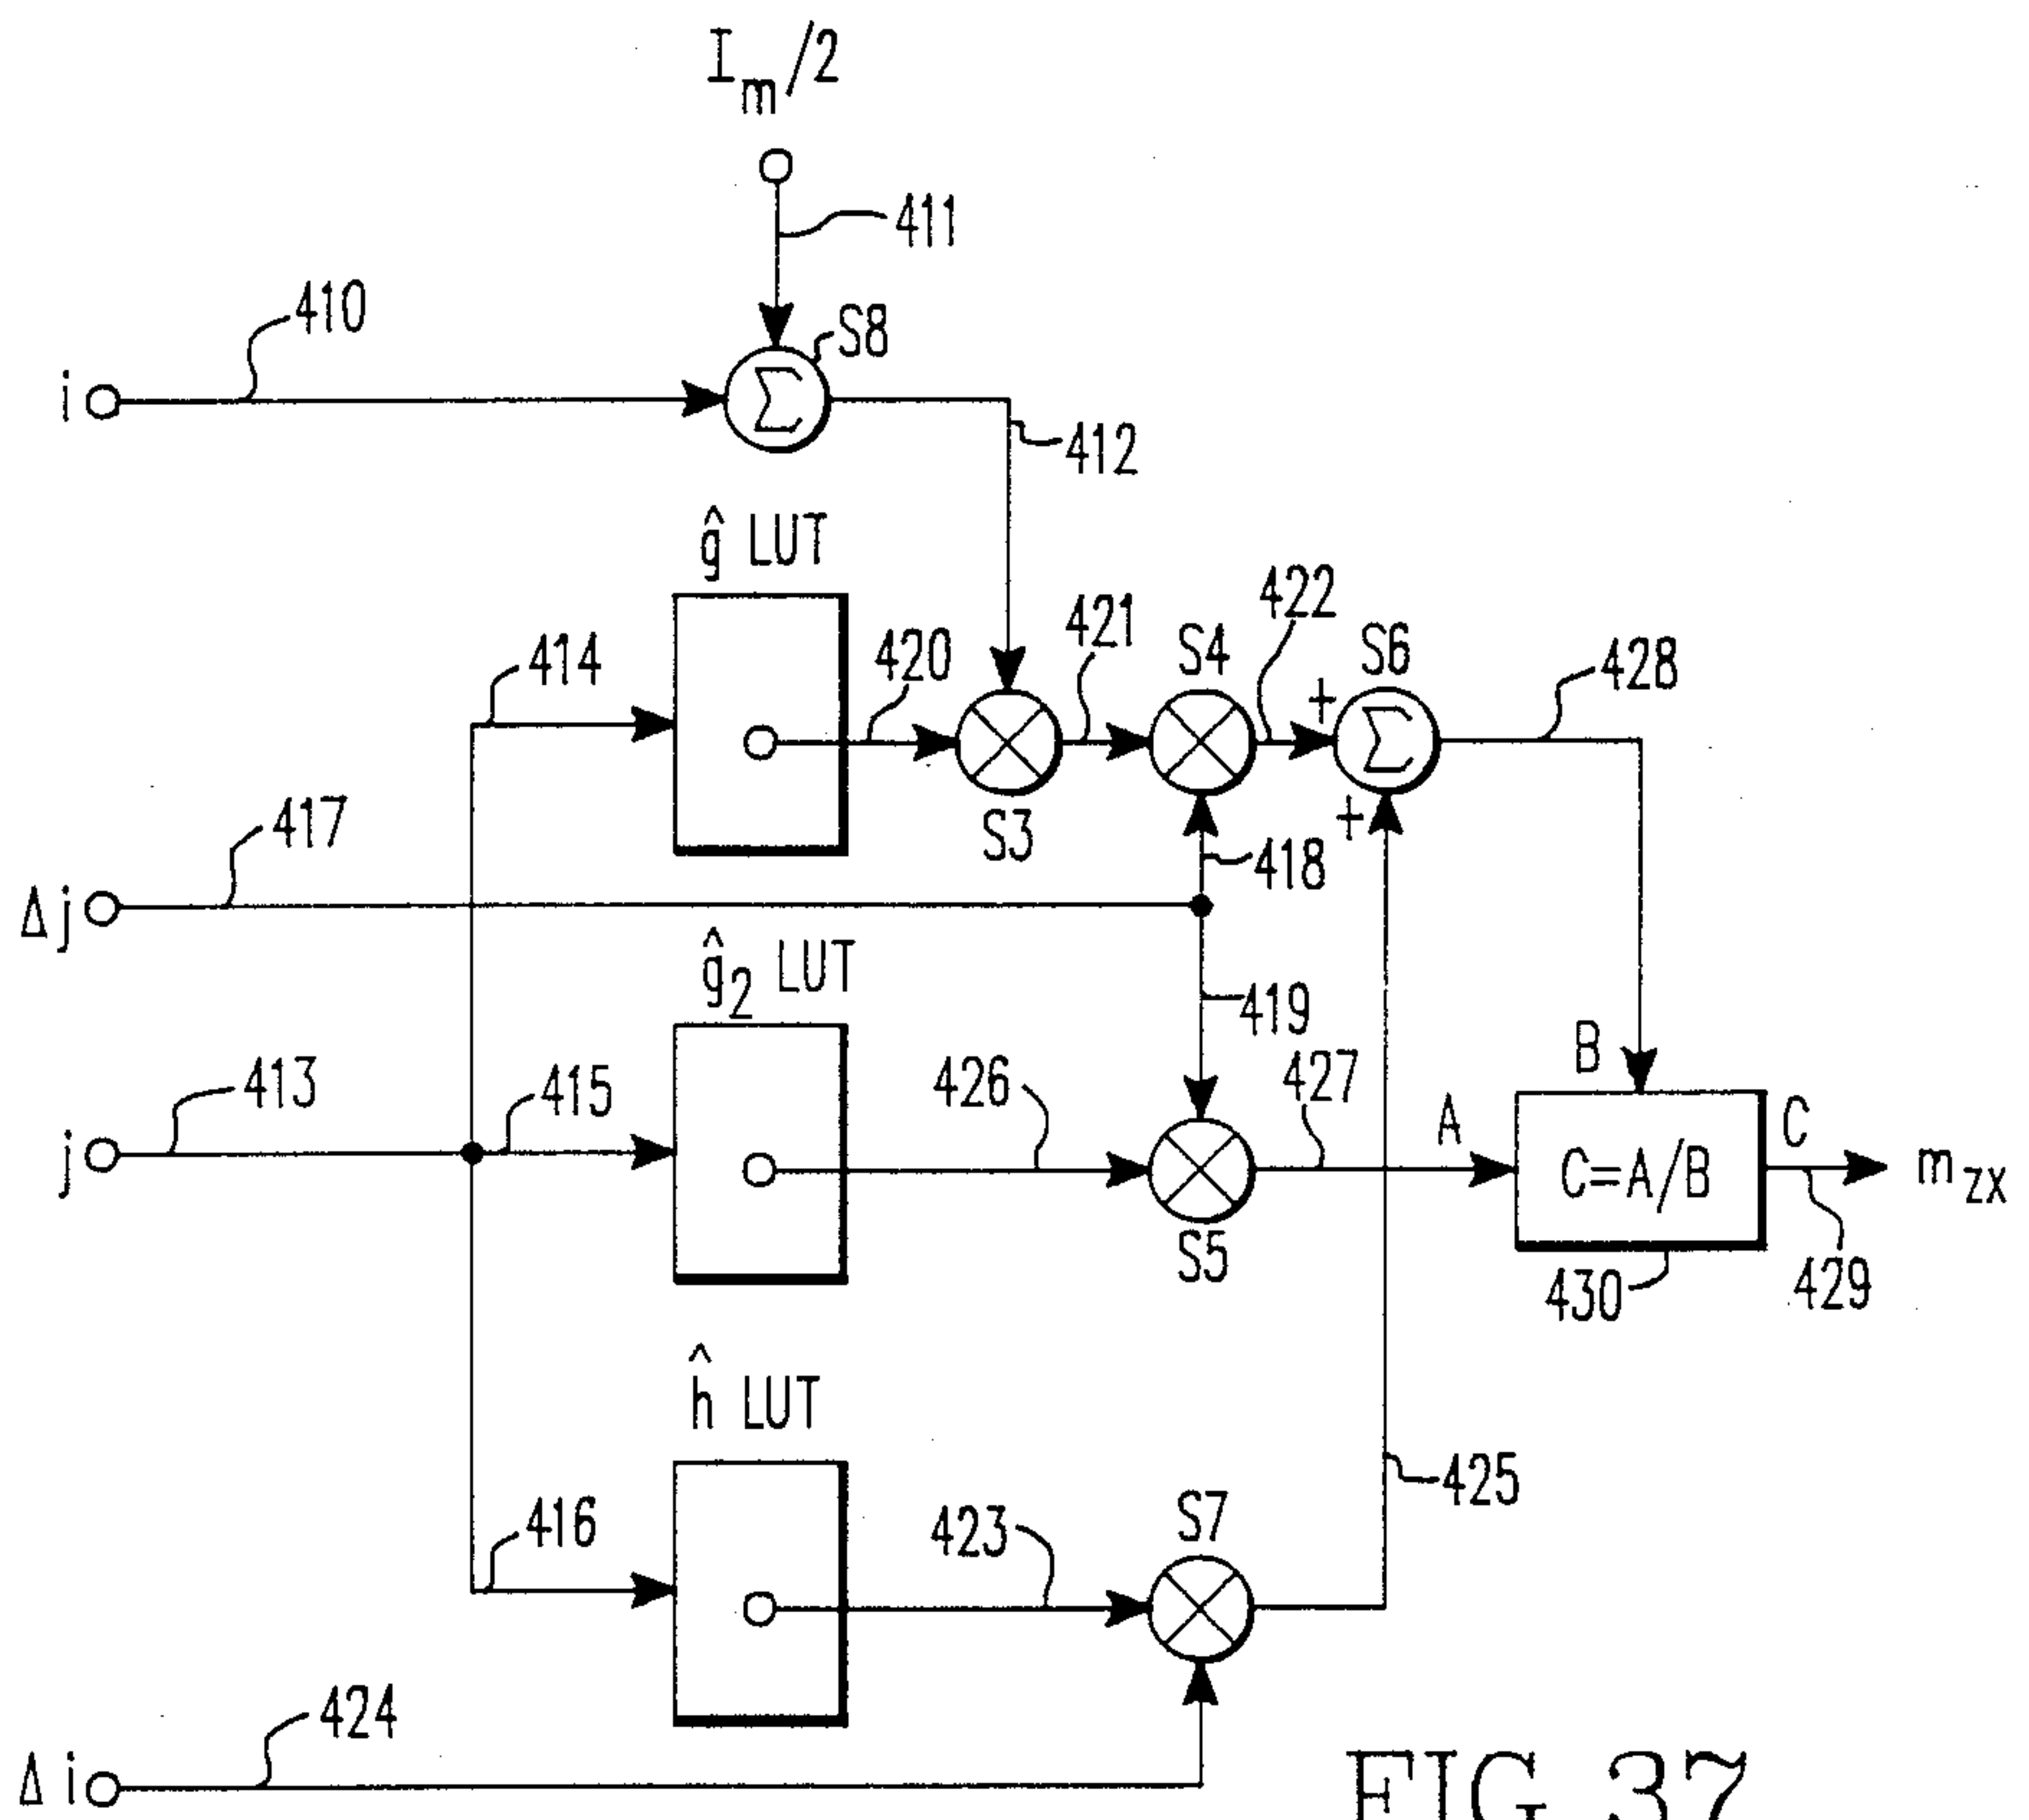 I_m/2
411
410
S8
i
Σ
412
ĝ LUT
422
421
S4
S6
414
420
428
+
Σ
417
S3
+
418
Δj
ĝ_2 LUT
419
B
413
415
426
427
A
C
j
C=A/B
m_zx
S5
430
429
ĥ LUT
425
416
423
S7
424
Δi
FIG. 37